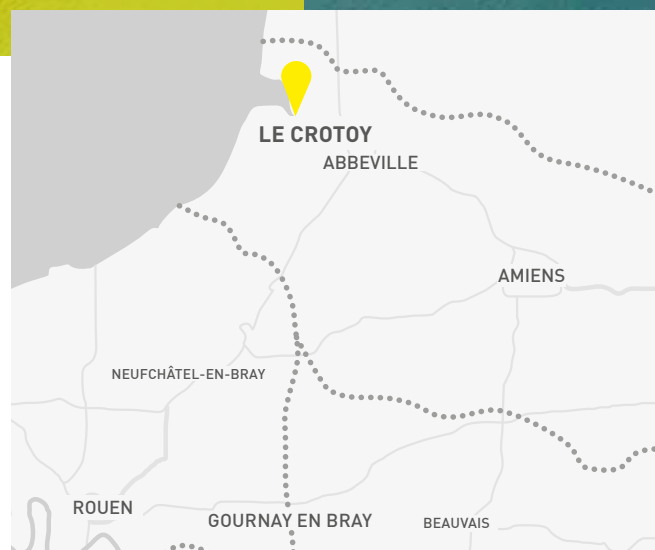 LE CROTOY
ABBEVILLE
AMIENS
NEUFCHÂTEL-EN-BRAY
ROUEN
GOURNAY EN BRAY
BEAUVAIS